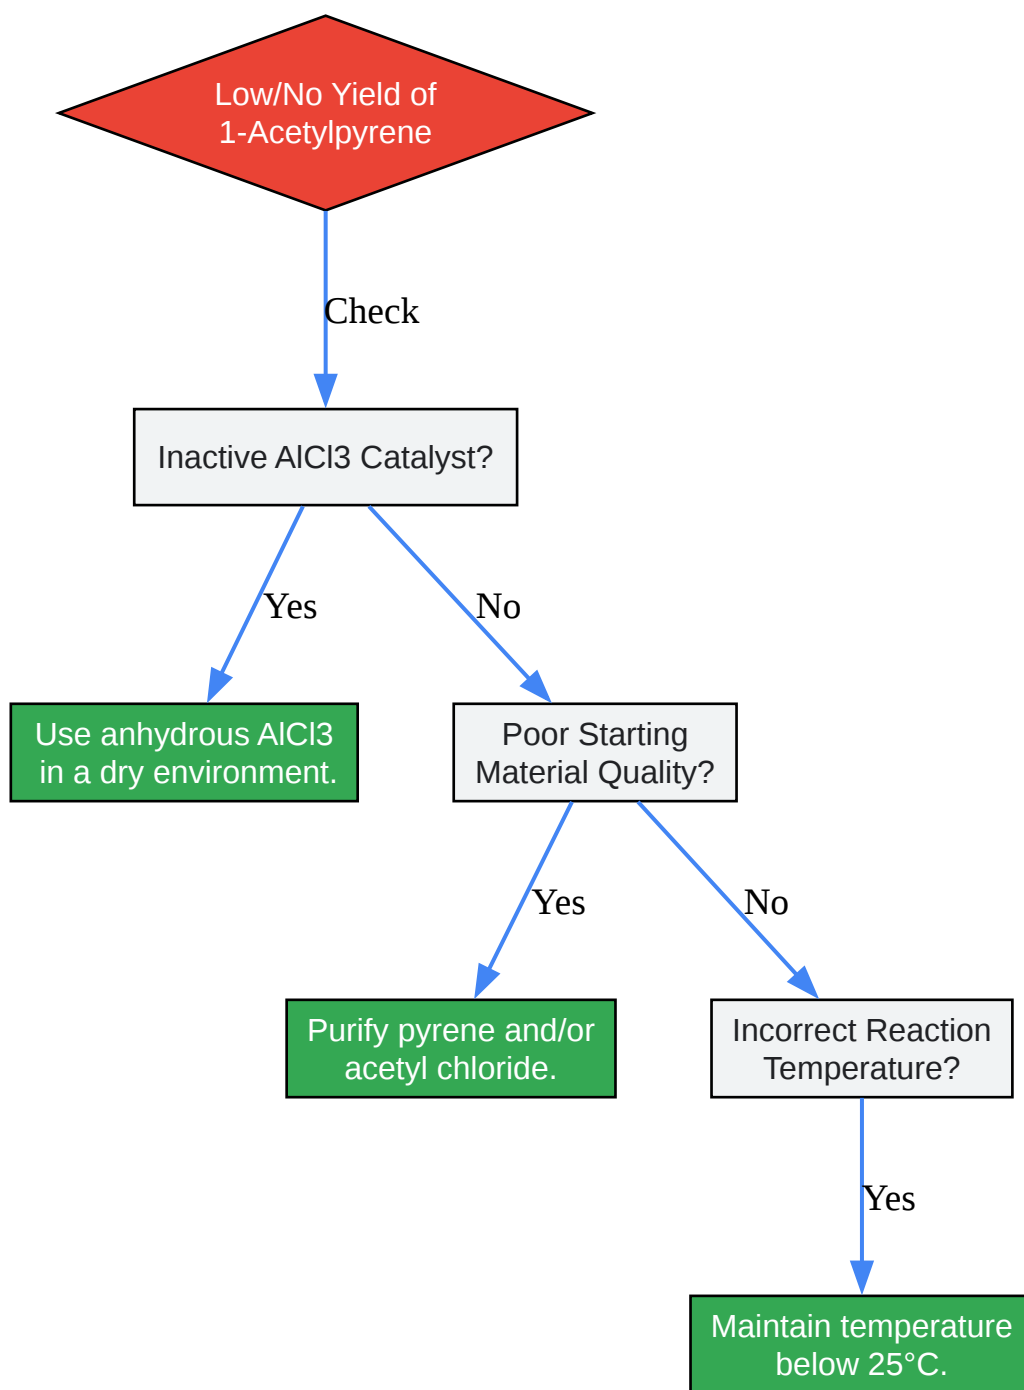 Low/No Yield of
1-Acetylpyrene
Check
Inactive AlCl3 Catalyst?
Yes
No
Use anhydrous AlCl3
in a dry environment.
Poor Starting
Material Quality?
Yes
No
Purify pyrene and/or
acetyl chloride.
Incorrect Reaction
Temperature?
Yes
Maintain temperature
below 25°C.